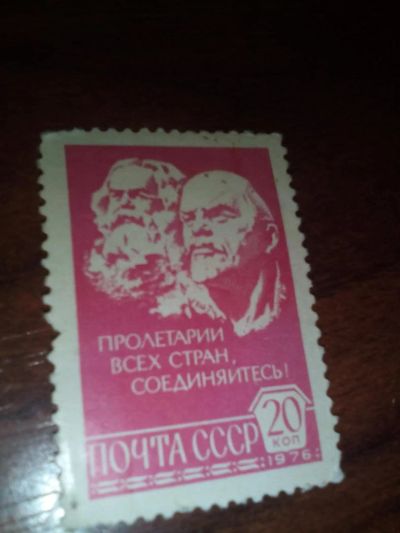 ПРОЛЕТАРИИ
ВСЕХ СТРАН,
СОЕДИНЯЙТЕСЬ!
20
КОП
ПОЧТА СССР
1976